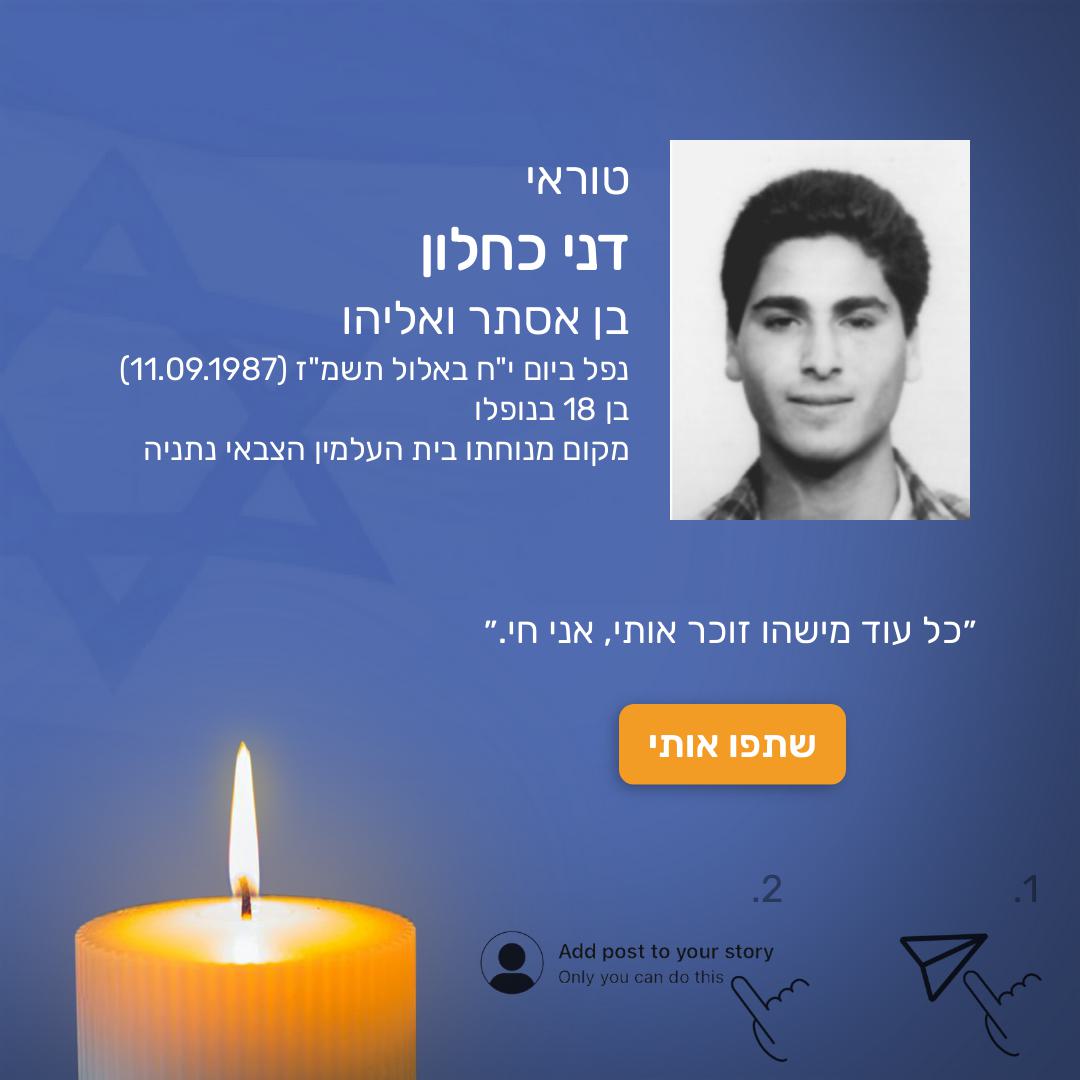 טוראי
דני כחלון
בן אסתר ואליהו
נפל ביום י"ח באלול תשמ"ז (11.09.1987)
בן 18 בנופלו
מקום מנוחתו בית העלמין הצבאי נתניה
״כל עוד מישהו זוכר אותי, אני חי.״
שתפו אותי
.1
.2
Add post to your story
Only you can do this